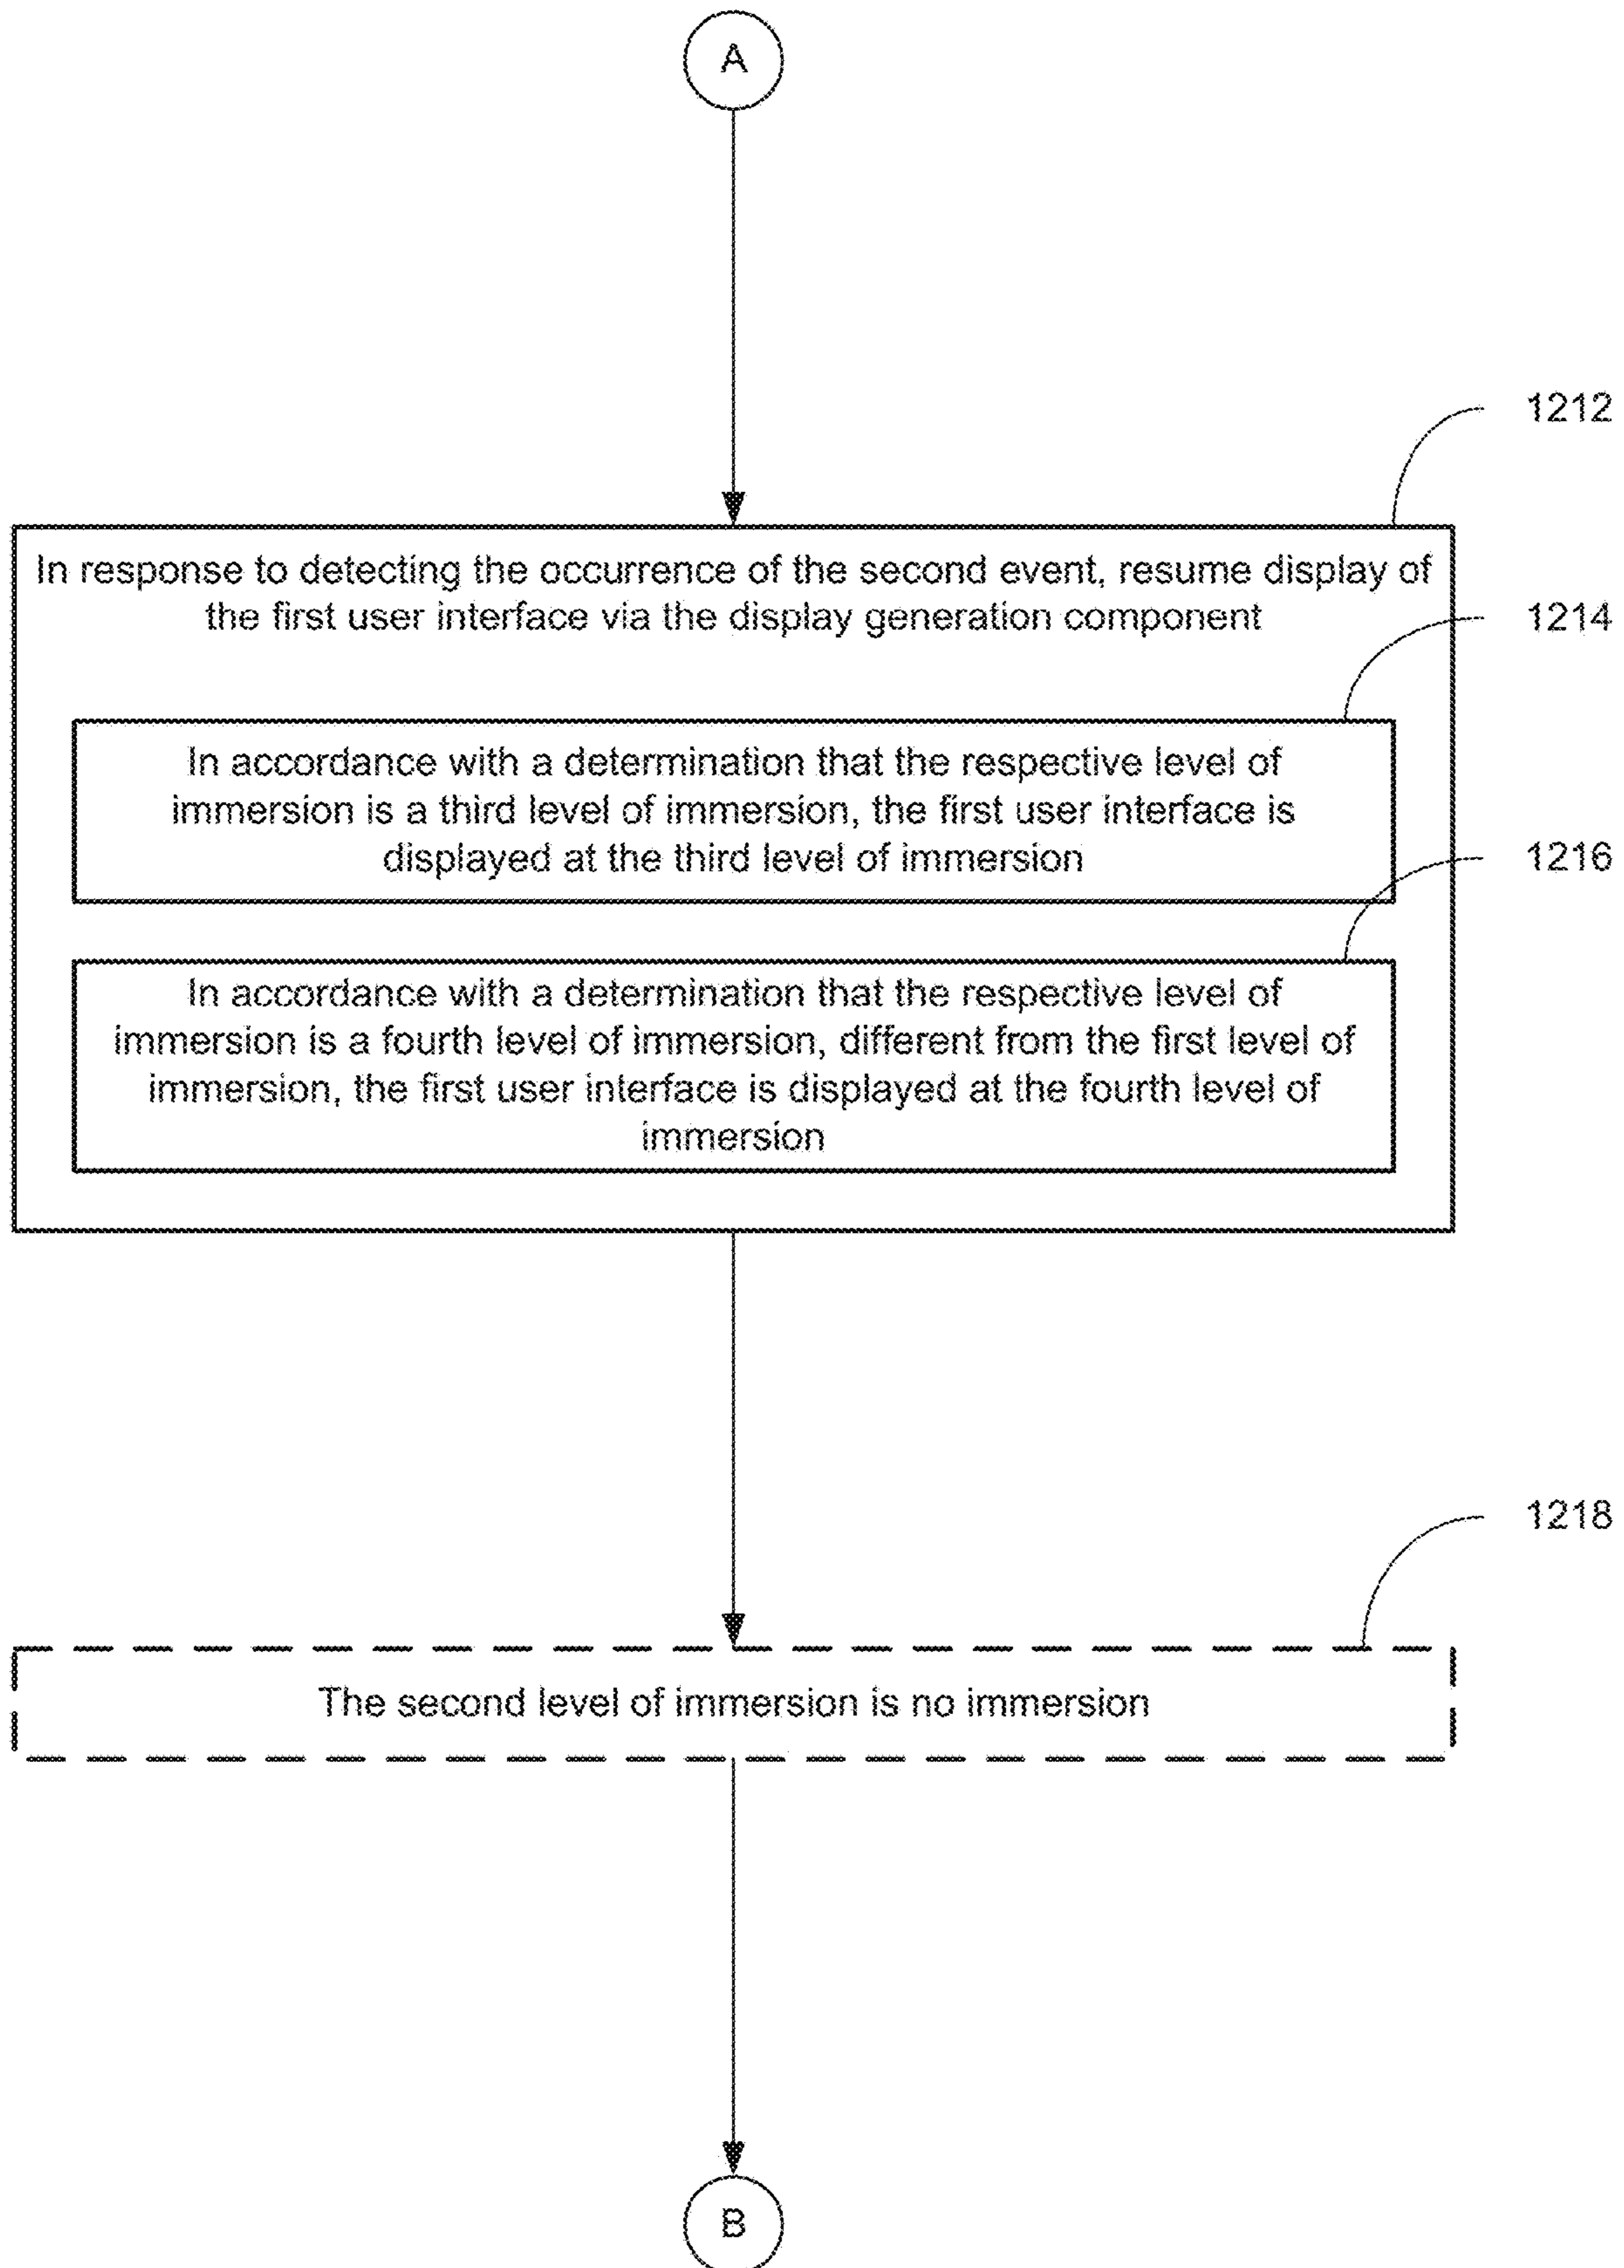 A
1212
In response to detecting the occurrence of the second event, resume display of
the first user interface via the display generation component
1214
In accordance with a determination that the respective level of
immersion is a third level of immersion, the first user interface is
displayed at the third level of immersion
1216
In accordance with a determination that the respective level of
immersion is a fourth level of immersion, different from the first level of
immersion, the first user interface is displayed at the fourth level of
immersion
1218
The second level of immersion is no immersion
B